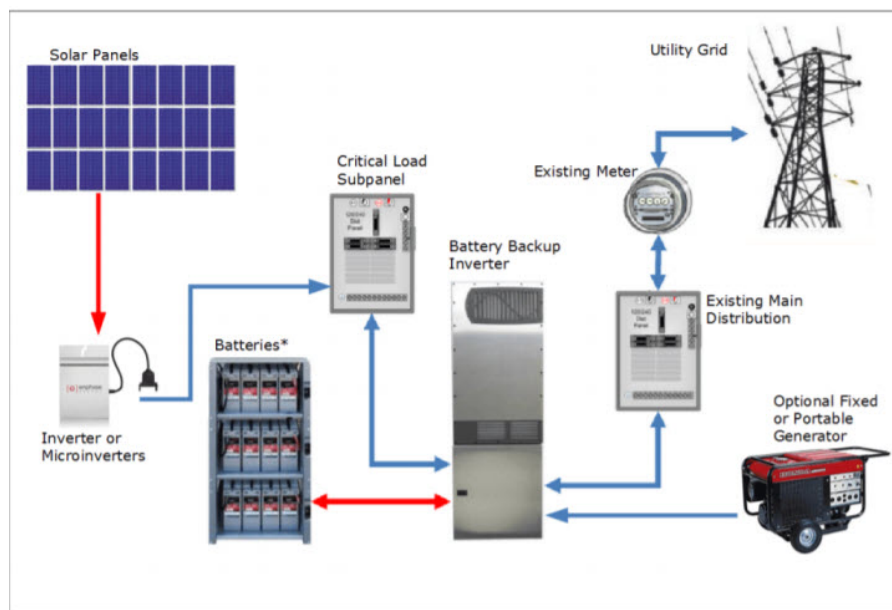 Solar Panels
Utility Grid
Critical Load
Subpanel
Existing Meter
Battery Backup
Inverter
Existing Main
Distribution
Batteries*
enphase
Optional Fixed
or Portable
Generator
Inverter or
Microinverters